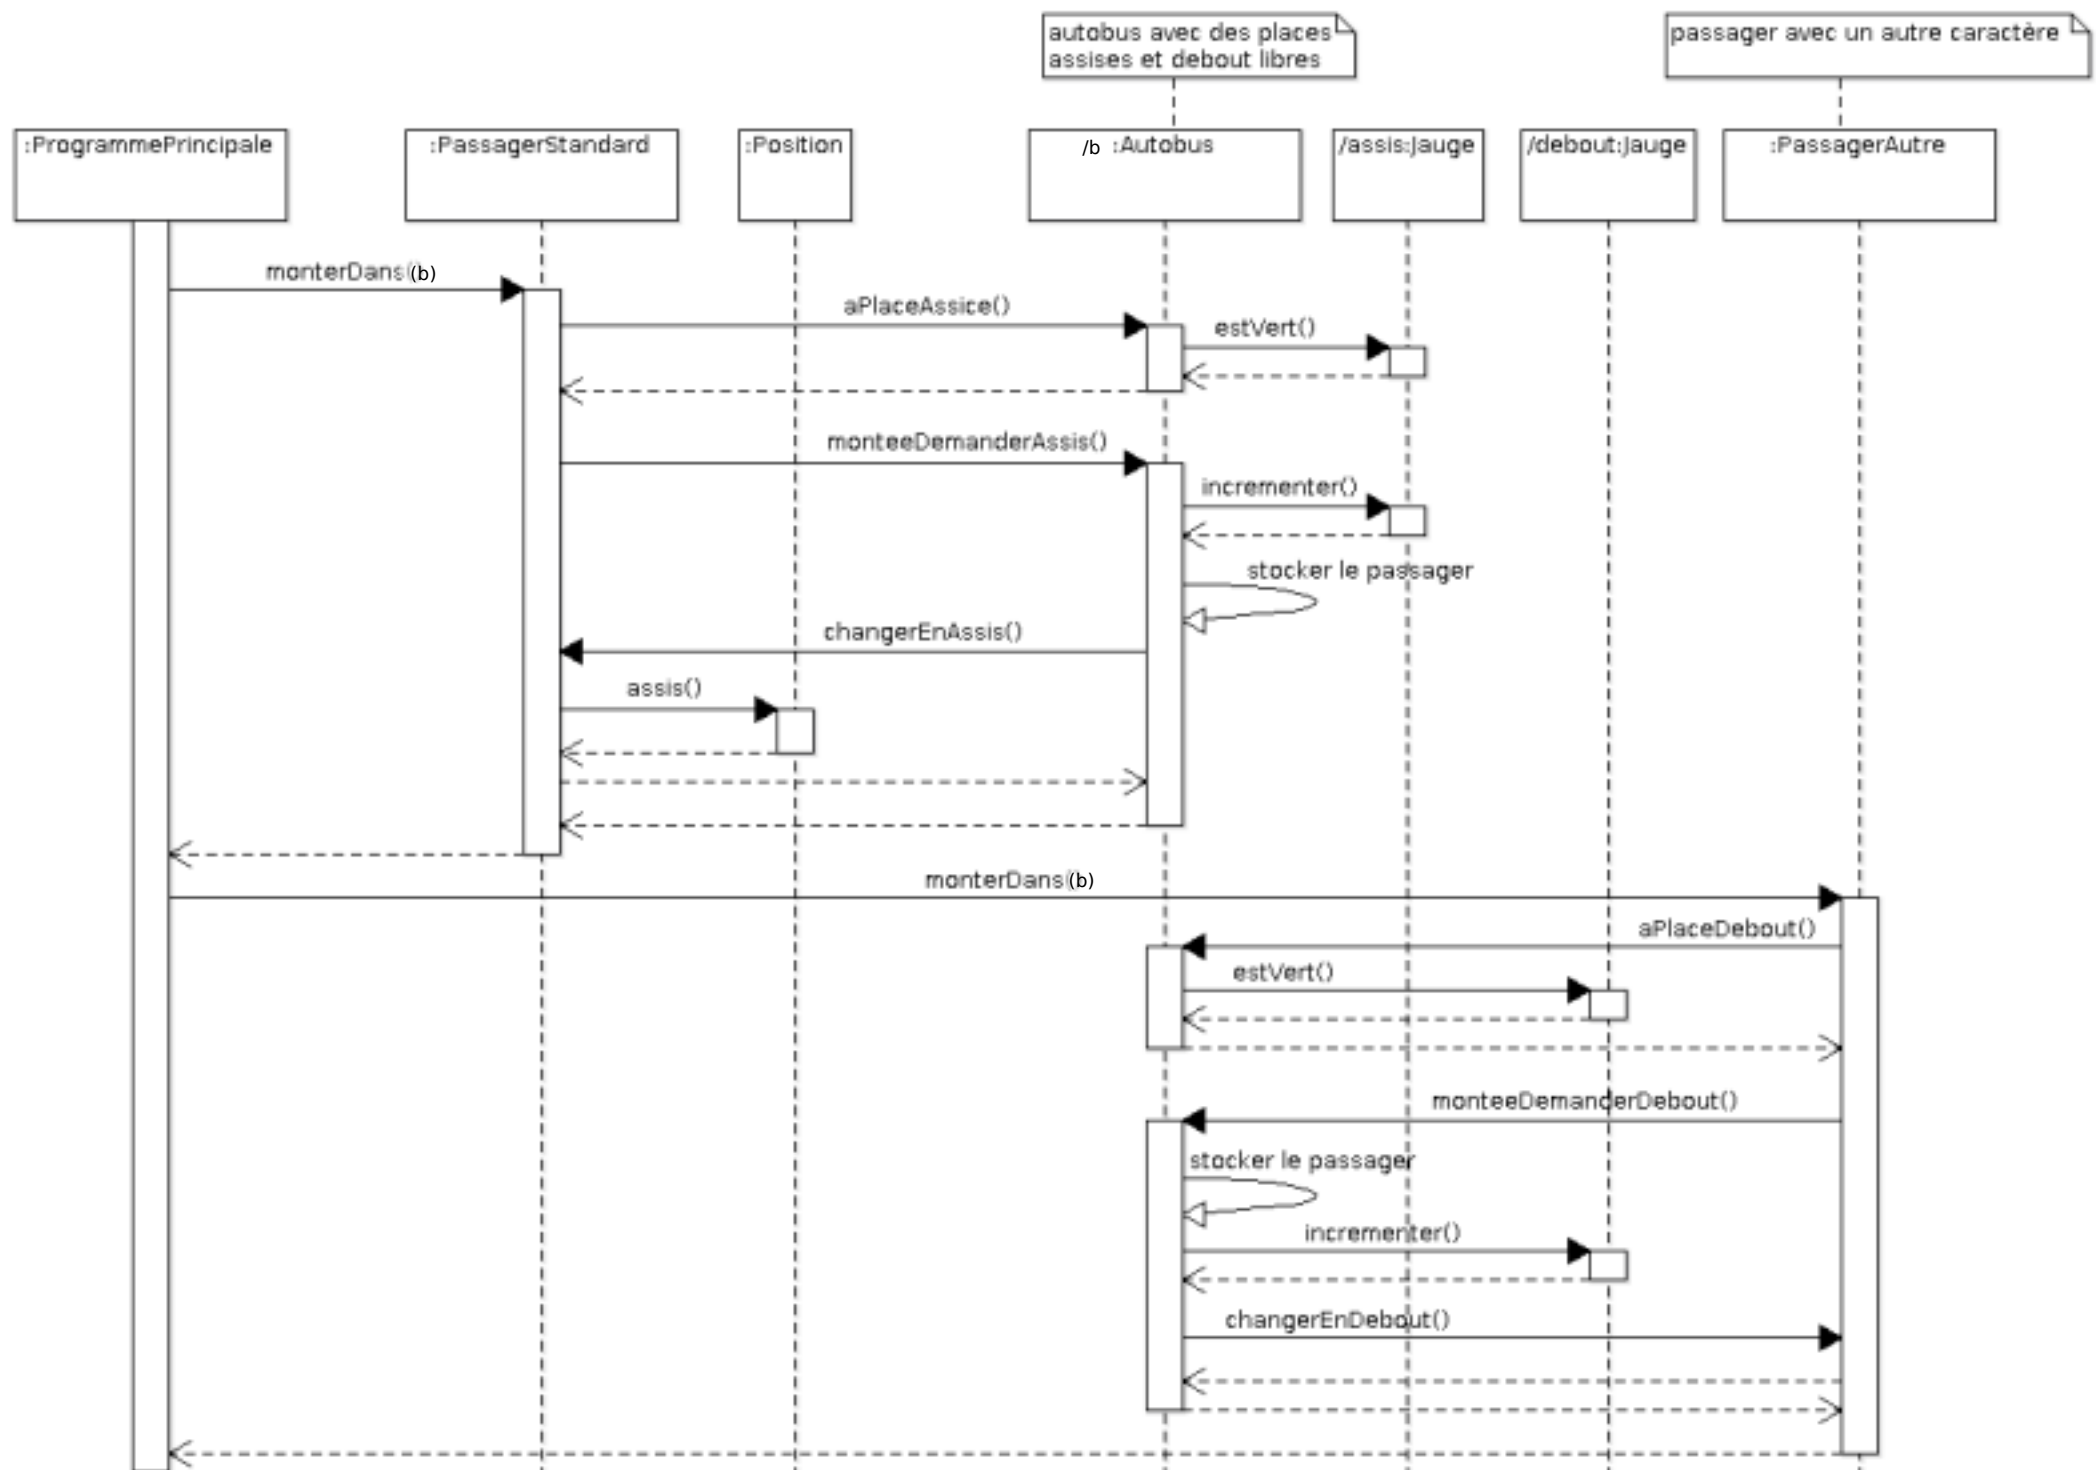 autobus avec des places
assises et debout libres
passager avec un autre caractère
:ProgrammePrincipale
:PassagerStandard
:Position
/b :Autobus
/assis:Jauge
/debout:Jauge
:PassagerAutre
monterDans(b)
aPlaceAssice()
estVert()
monteeDemanderAssis()
incrementer()
stocker le passager
changerEnAssis()
assis()
monterDans(b)
aPlaceDebout()
estVert()
monteeDemanderDebout()
stocker le passager
incrementer()
changerEnDebout()